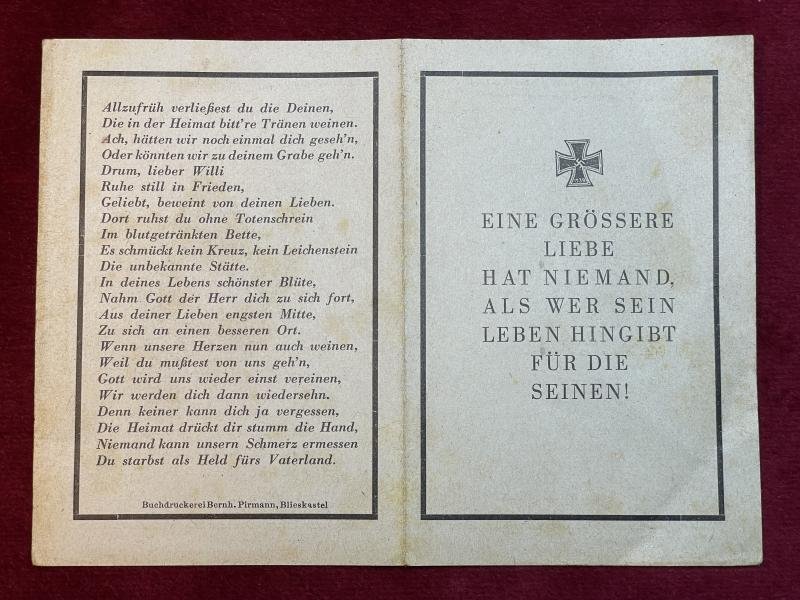 Allzufrüh verließest du die Deinen,
Die in der Heimat bitt're Tränen weinen.
Ach, hätten wir noch einmal dich geseh'n,
Oder könnten wir zu deinem Grabe geh'n.
Drum, lieber Willi
Ruhe still in Frieden,
Geliebt, beweint von deinen Lieben.
Dort ruhst du ohne Totenschrein
Im blutgetränkten Bette,
Es schmückt kein Kreuz, kein Leichenstein
Die unbekannte Stätte.
In deines Lebens schönster Blüte,
Nahm Gott der Herr dich zu sich fort,
Aus deiner Lieben engsten Mitte,
Zu sich an einen besseren Ort.
Wenn unsere Herzen nun auch weinen,
Weil du mußtest von uns geh'n,
Gott wird uns wieder einst vereinen,
Wir werden dich dann wiedersehn.
Denn keiner kann dich ja vergessen,
Die Heimat drückt dir stumm die Hand,
Niemand kann unsern Schmerz ermessen
Du starbst als Held fürs Vaterland.
Buchdruckerei Bernh. Pirmann, Blieskastel
1939
EINE GRÖSSERE
LIEBE
HAT NIEMAND,
ALS WER SEIN
LEBEN HINGIBT
FÜR DIE
SEINEN!